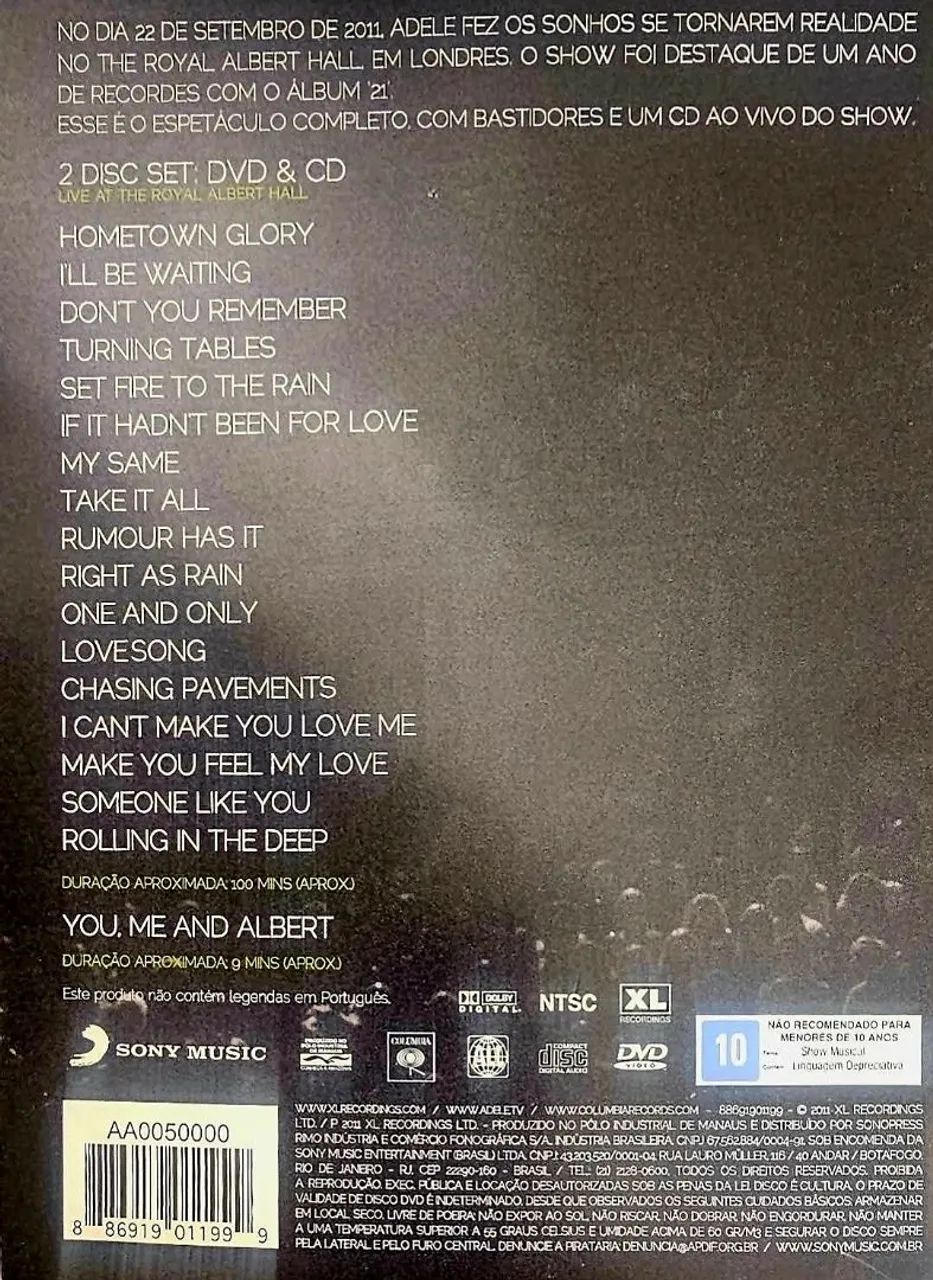 NO DIA 22 DE SETEMBRO DE 2011, ADELE FEZ OS SONHOS SE TORNAREM REALIDADE
NO THE ROYAL ALBERT HALL, EM LONDRES. O SHOW FOI DESTAQUE DE UM ANO
DE RECORDES COM O ÁLBUM '21'.
ESSE É O ESPETÁCULO COMPLETO, COM BASTIDORES E UM CD AO VIVO DO SHOW.
2 DISC SET: DVD & CD
LIVE AT THE ROYAL ALBERT HALL
HOMETOWN GLORY
I'LL BE WAITING
DON'T YOU REMEMBER
TURNING TABLES
SET FIRE TO THE RAIN
IF IT HADN'T BEEN FOR LOVE
MY SAME
TAKE IT ALL
RUMOUR HAS IT
RIGHT AS RAIN
ONE AND ONLY
LOVESONG
CHASING PAVEMENTS
I CAN'T MAKE YOU LOVE ME
MAKE YOU FEEL MY LOVE
SOMEONE LIKE YOU
ROLLING IN THE DEEP
DURAÇÃO APROXIMADA: 100 MINS (APROX.)
YOU, ME AND ALBERT
DURAÇÃO APROXIMADA: 9 MINS (APROX.)
Este produto não contém legendas em Português.
DOLBY DIGITAL NTSC XL RECORDINGS
SONY MUSIC
PRODUZIDO NO PÓLO INDUSTRIAL DE MANAUS CONHEÇA A AMAZÔNIA
COLUMBIA
ALL
COMPACT disc DIGITAL AUDIO
DVD VIDEO
10
NÃO RECOMENDADO PARA
MENORES DE 10 ANOS
Tema: Show Musical
Contém: Linguagem Depreciativa
AA0050000
8 86919 01199 9
WWW.XLRECORDINGS.COM / WWW.ADELE.TV / WWW.COLUMBIARECORDS.COM - 88691901199 - © 2011 XL RECORDINGS
LTD. / P 2011 XL RECORDINGS LTD. - PRODUZIDO NO PÓLO INDUSTRIAL DE MANAUS E DISTRIBUÍDO POR SONOPRESS
RIMO INDÚSTRIA E COMÉRCIO FONOGRÁFICA S/A. INDÚSTRIA BRASILEIRA. CNPJ 67.562.884/0004-91. SOB ENCOMENDA DA
SONY MUSIC ENTERTAINMENT (BRASIL) LTDA. CNPJ: 43.203.520/0001-04. RUA LAURO MÜLLER, 116 / 40 ANDAR / BOTAFOGO.
RIO DE JANEIRO - RJ. CEP 22290-160 - BRASIL / TEL.: (21) 2128-0600. TODOS OS DIREITOS RESERVADOS. PROIBIDA
A REPRODUÇÃO, EXEC. PÚBLICA E LOCAÇÃO DESAUTORIZADAS SOB AS PENAS DA LEI. DISCO É CULTURA. O PRAZO DE
VALIDADE DE DISCO DVD É INDETERMINADO, DESDE QUE OBSERVADOS OS SEGUINTES CUIDADOS BÁSICOS: ARMAZENAR
EM LOCAL SECO, LIVRE DE POEIRA; NÃO EXPOR AO SOL, NÃO RISCAR, NÃO DOBRAR, NÃO ENGORDURAR, NÃO MANTER
A UMA TEMPERATURA SUPERIOR A 55 GRAUS CELSIUS E UMIDADE ACIMA DE 60 GR/M3 E SEGURAR O DISCO SEMPRE
PELA LATERAL E PELO FURO CENTRAL. DENUNCIE A PIRATARIA: DENUNCIA@APDIF.ORG.BR / WWW.SONYMUSIC.COM.BR